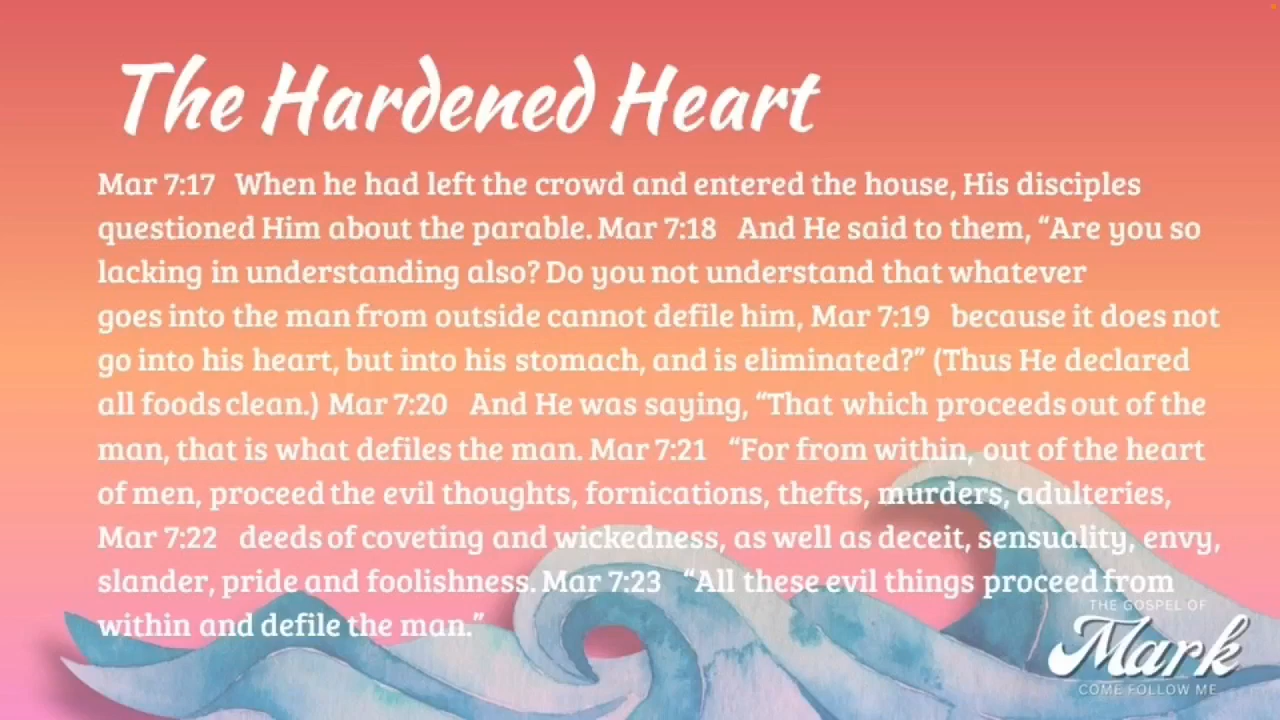 The Hardened Heart
Mar 7:17   When he had left the crowd and entered the house, His disciples
questioned Him about the parable. Mar 7:18   And He said to them, “Are you so
lacking in understanding also? Do you not understand that whatever
goes into the man from outside cannot defile him, Mar 7:19   because it does not
go into his heart, but into his stomach, and is eliminated?” (Thus He declared
all foods clean.) Mar 7:20   And He was saying, “That which proceeds out of the
man, that is what defiles the man. Mar 7:21   “For from within, out of the heart
of men, proceed the evil thoughts, fornications, thefts, murders, adulteries,
Mar 7:22   deeds of coveting and wickedness, as well as deceit, sensuality, envy,
slander, pride and foolishness. Mar 7:23   “All these evil things proceed from
within and defile the man.”
THE GOSPEL OF
Mark
COME FOLLOW ME